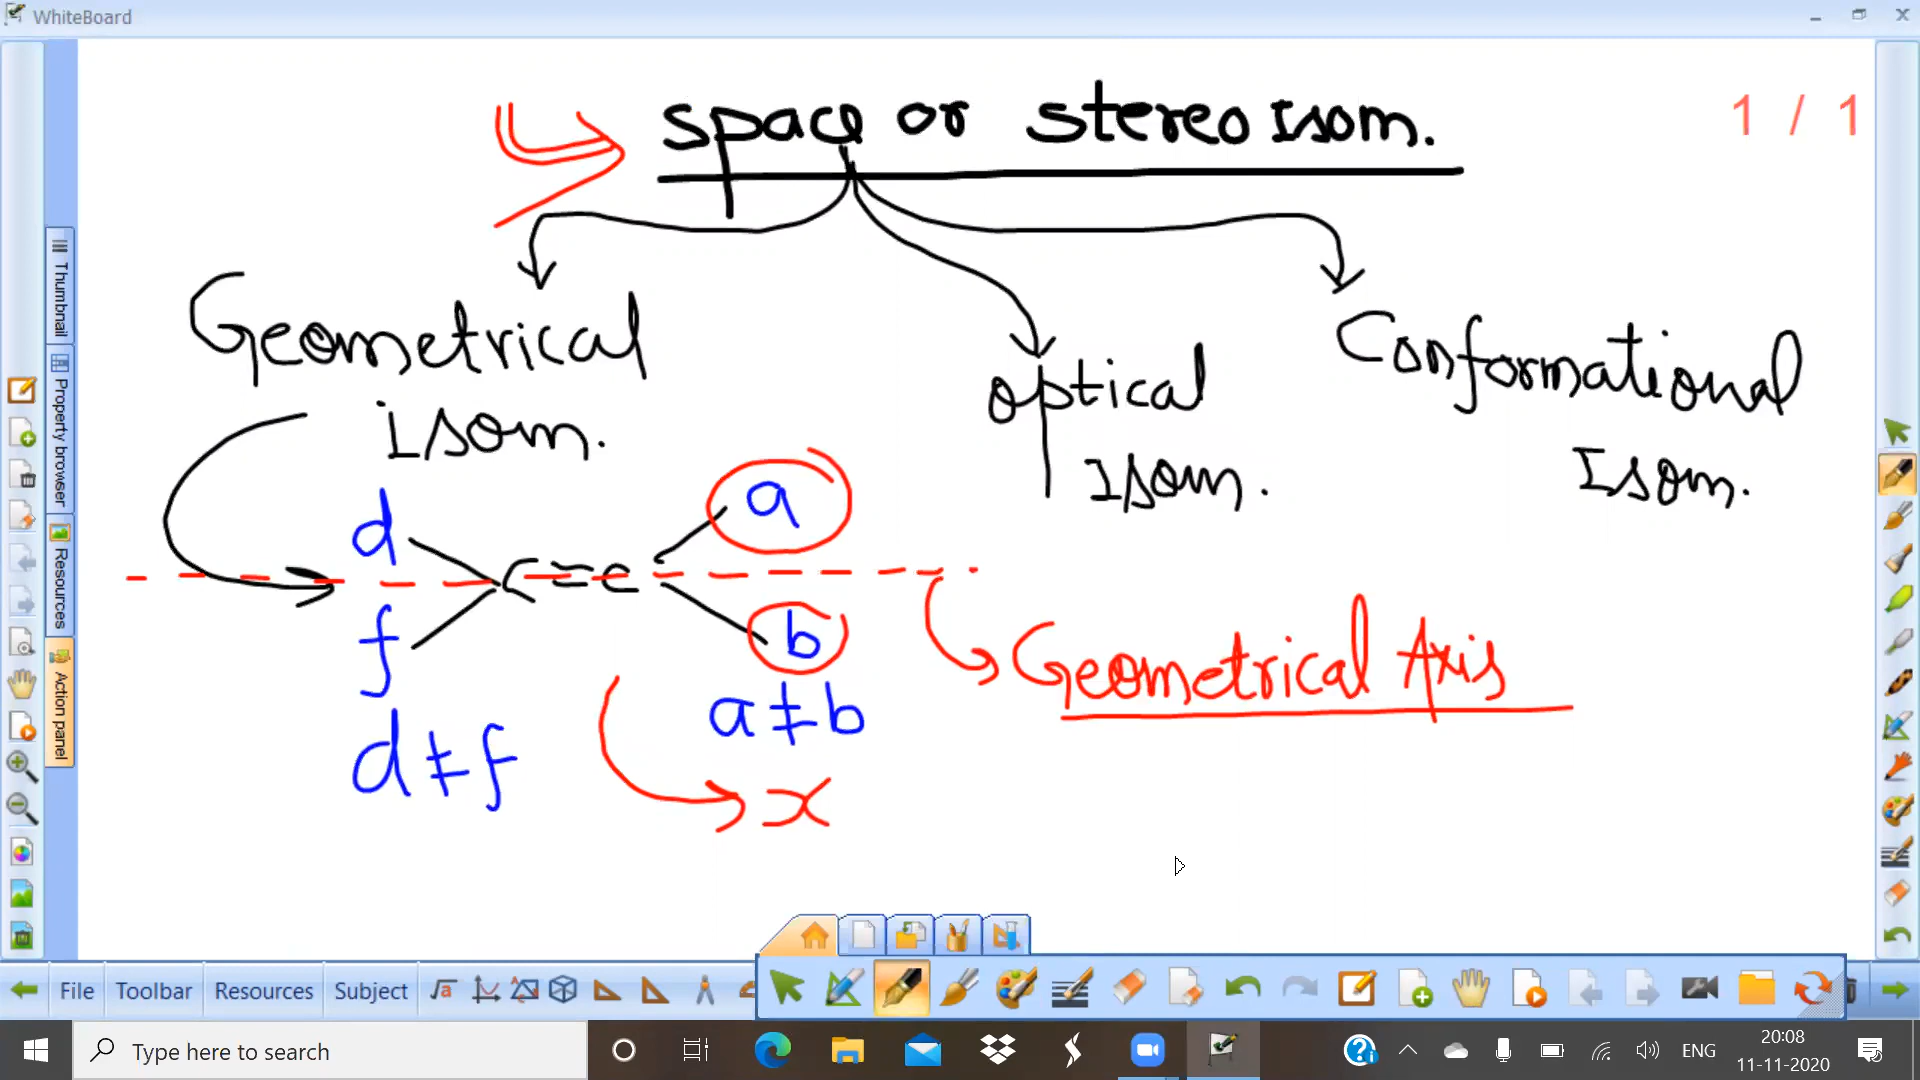 WhiteBoard
space or stereo Isom.
1 / 1
Geometrical
isom.
optical
Isom.
Conformational
Isom.
d
a
C=C
f
b
Geometrical Axis
a ≠ b
d ≠ f
x
Thumbnail
Property browser
Resources
Action panel
File
Toolbar
Resources
Subject
Type here to search
ENG
20:08
11-11-2020